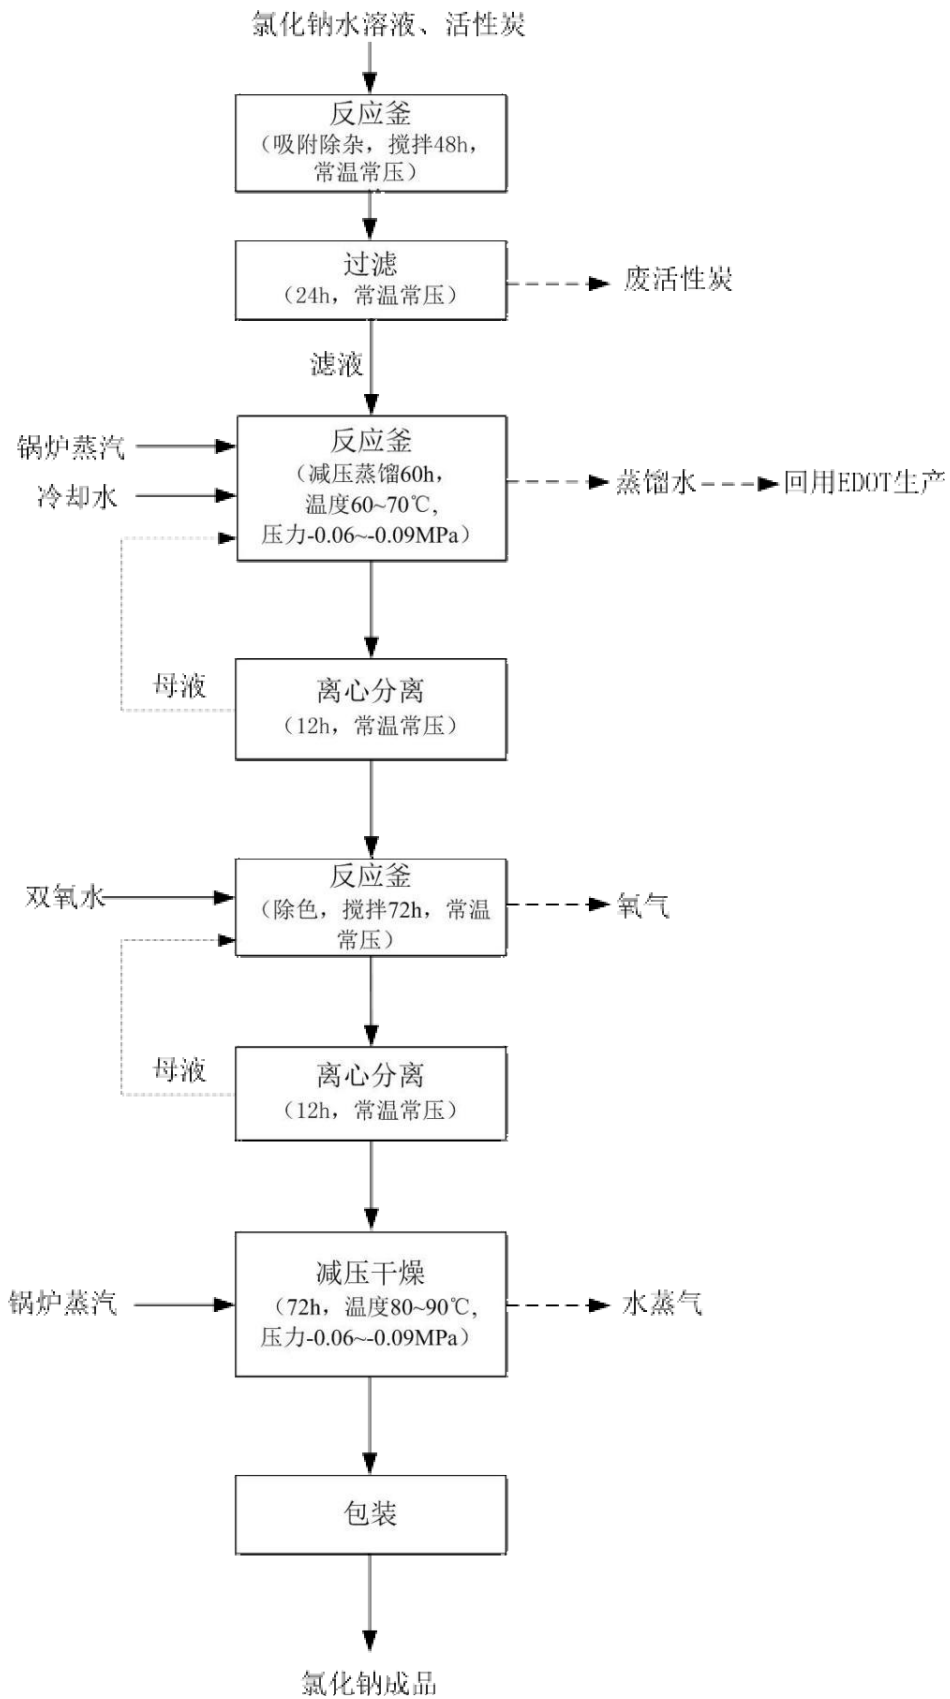 氯化钠水溶液、活性炭
反应釜
（吸附除杂，搅拌48h，
常温常压）
过滤
（24h，常温常压）
废活性炭
滤液
锅炉蒸汽
冷却水
反应釜
（减压蒸馏60h，
温度60~70℃，
压力-0.06~-0.09MPa）
蒸馏水
回用EDOT生产
母液
离心分离
（12h，常温常压）
双氧水
反应釜
（除色，搅拌72h，常温
常压）
氧气
母液
离心分离
（12h，常温常压）
锅炉蒸汽
减压干燥
（72h，温度80~90℃，
压力-0.06~-0.09MPa）
水蒸气
包装
氯化钠成品